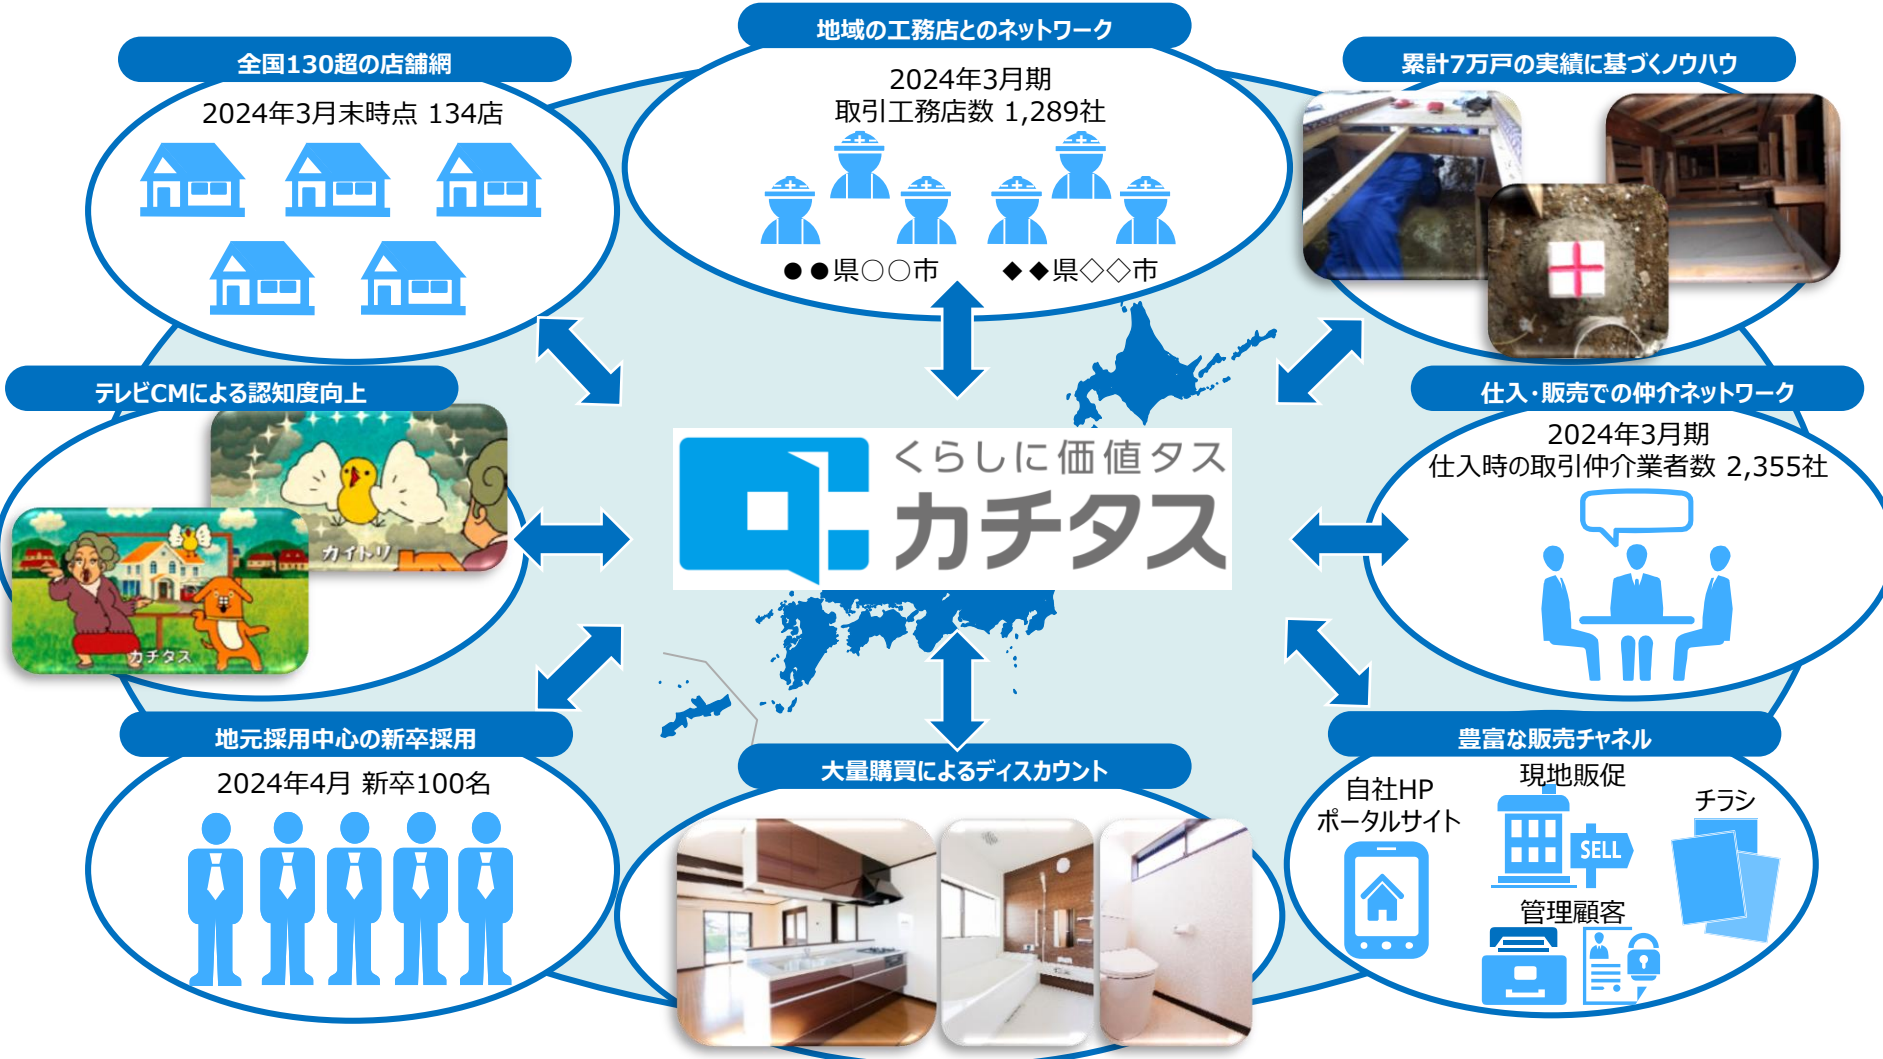 地域の工務店とのネットワーク
2024年3月期
取引工務店数 1,289社
●●県○○市
◆◆県◇◇市
全国130超の店舗網
2024年3月末時点 134店
累計7万戸の実績に基づくノウハウ
テレビCMによる認知度向上
カイトリ
カチタス
くらしに価値タス
カチタス
仕入・販売での仲介ネットワーク
2024年3月期
仕入時の取引仲介業者数 2,355社
地元採用中心の新卒採用
2024年4月 新卒100名
大量購買によるディスカウント
豊富な販売チャネル
自社HP
ポータルサイト
現地販促
SELL
チラシ
管理顧客